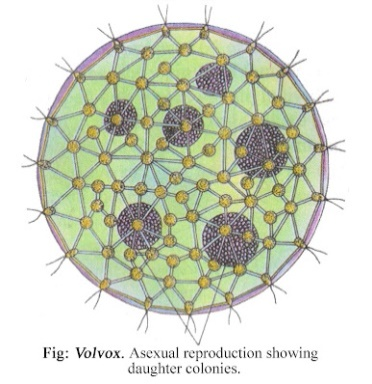 Fig: Volvox. Asexual reproduction showing
daughter colonies.